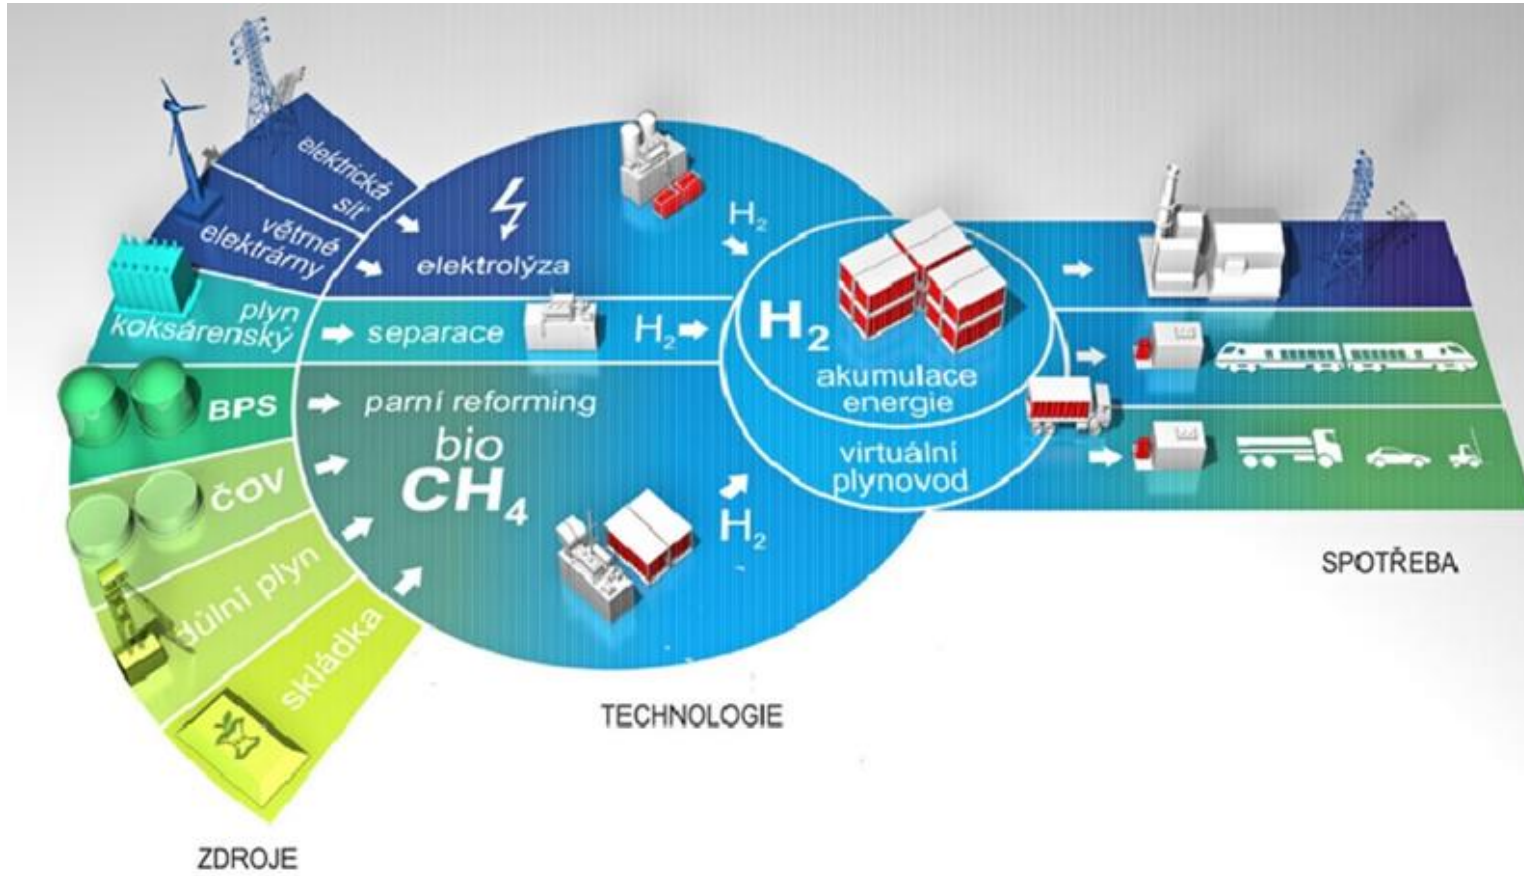 elektrická
síť
větrné
elektrárny
plyn
koksárenský
BPS
ČOV
důlní plyn
skládka
elektrolýza
separace
parní reforming
bio
CH₄
H₂
H₂
H₂
H₂
akumulace
energie
virtuální
plynovod
SPOTŘEBA
TECHNOLOGIE
ZDROJE